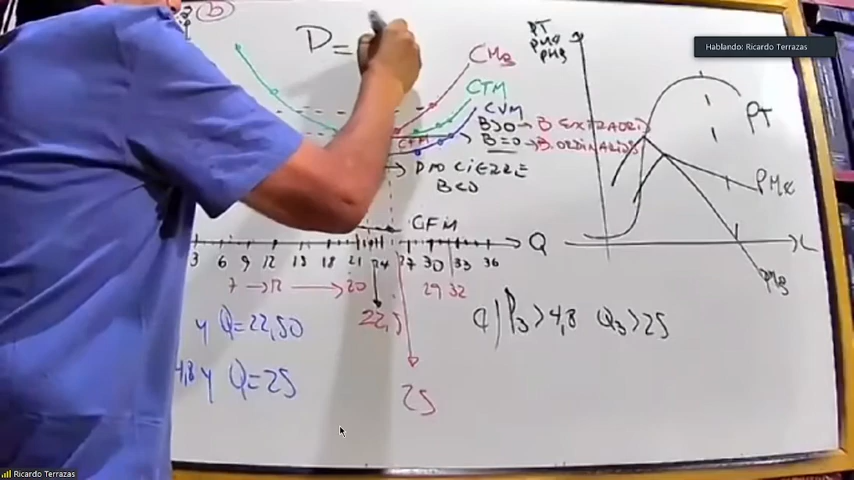 b
D=
PT
PMe
PMg
CMg
CTM
CVM
B>0→B EXTRAORD
B=0→B.ORDINARIOS
CFM
→ PTO CIERRE
B<0
PT
PMe
PMg
L
CFM
Q
3 6 9 12 15 18 21 24 27 30 33 36
7 → 12 → 20 29 32
22,5
25
y Q=22,50
4,8 y Q=25
C/P₃>4,8 Q₃>25
Hablando: Ricardo Terrazas
Ricardo Terrazas